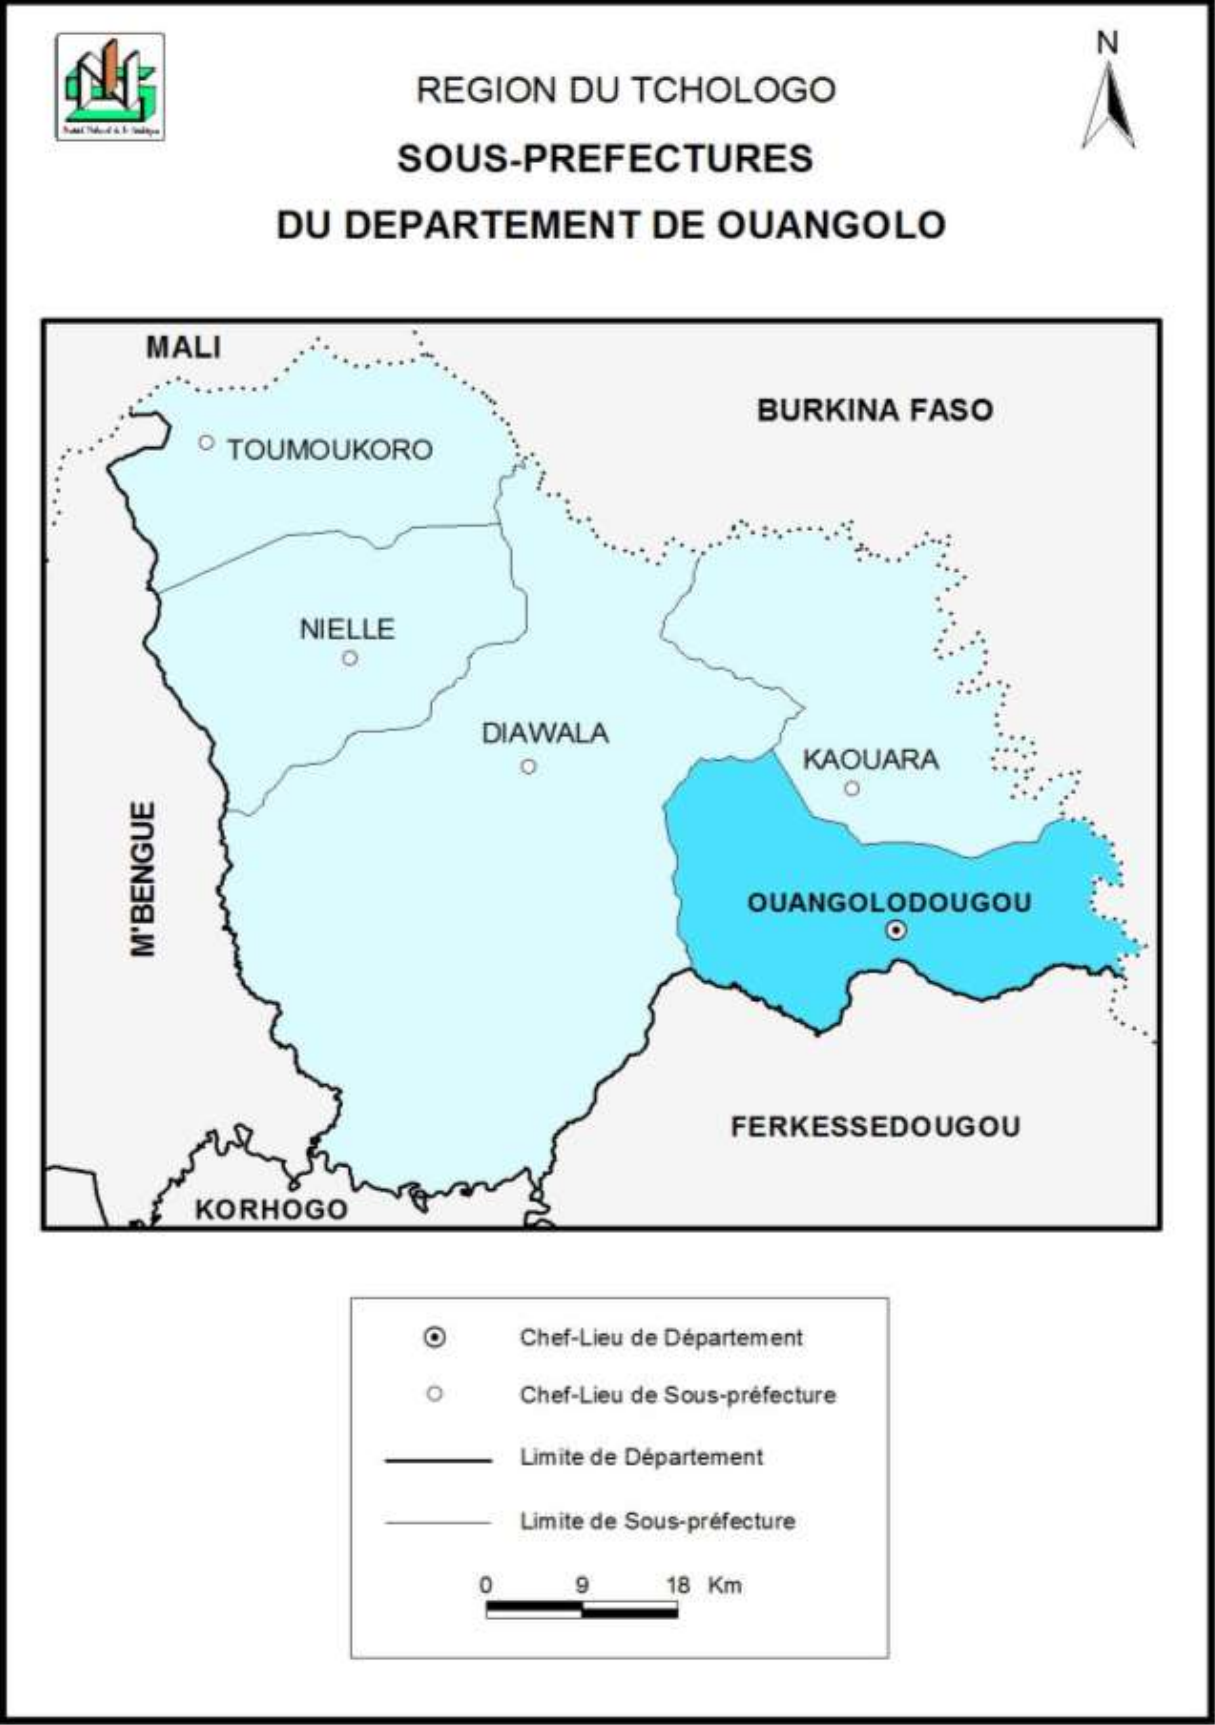 N
REGION DU TCHOLOGO
SOUS-PREFECTURES
DU DEPARTEMENT DE OUANGOLO
MALI
BURKINA FASO
TOUMOUKORO
NIELLE
DIAWALA
KAOUARA
M'BENGUE
OUANGOLODOUGOU
FERKESSEDOUGOU
KORHOGO
Chef-Lieu de Département
Chef-Lieu de Sous-préfecture
Limite de Département
Limite de Sous-préfecture
0 9 18 Km